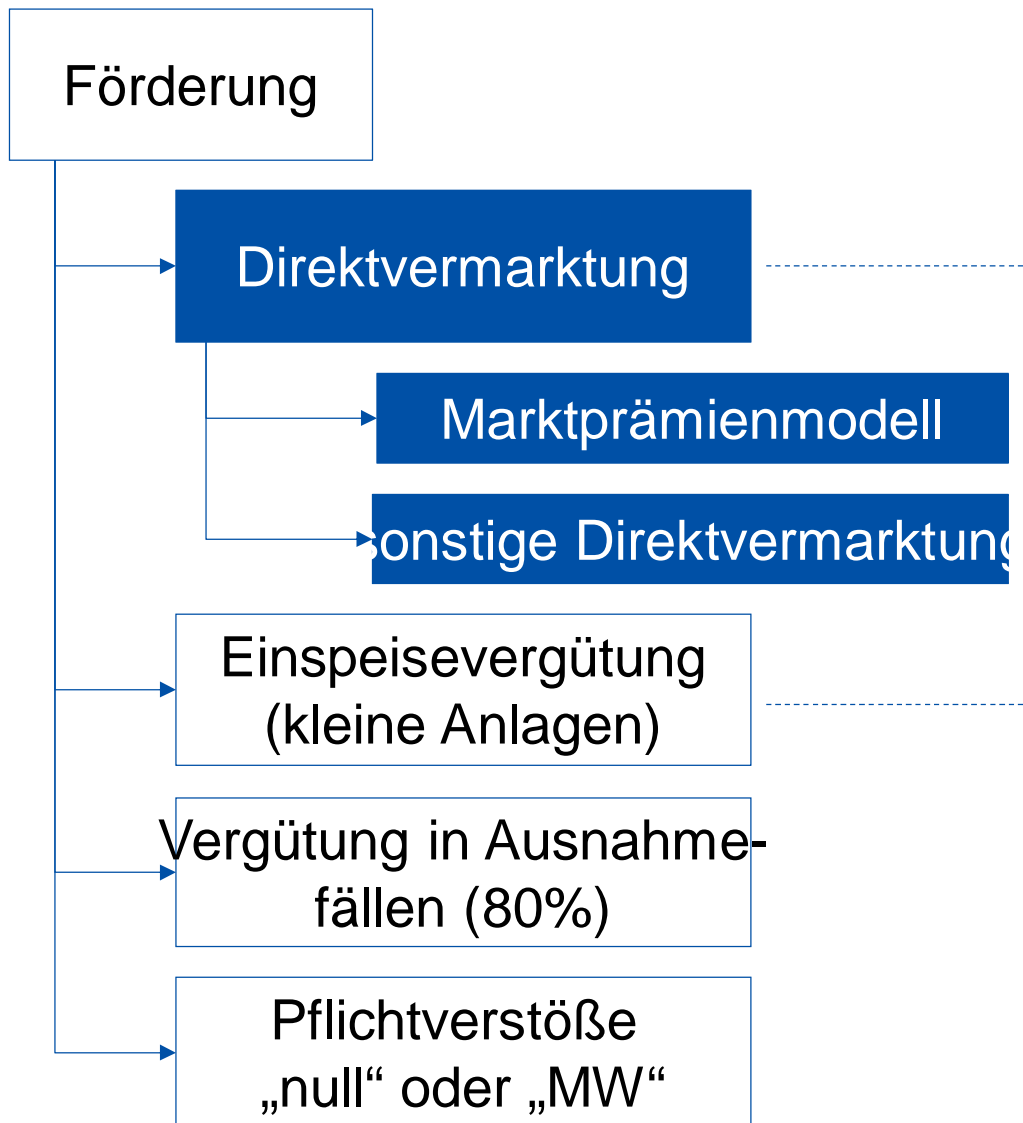 Förderung
Direktvermarktung
Marktprämienmodell
sonstige Direktvermarktung
Einspeisevergütung
(kleine Anlagen)
Vergütung in Ausnahme-
fällen (80%)
Pflichtverstöße
„null“ oder „MW“